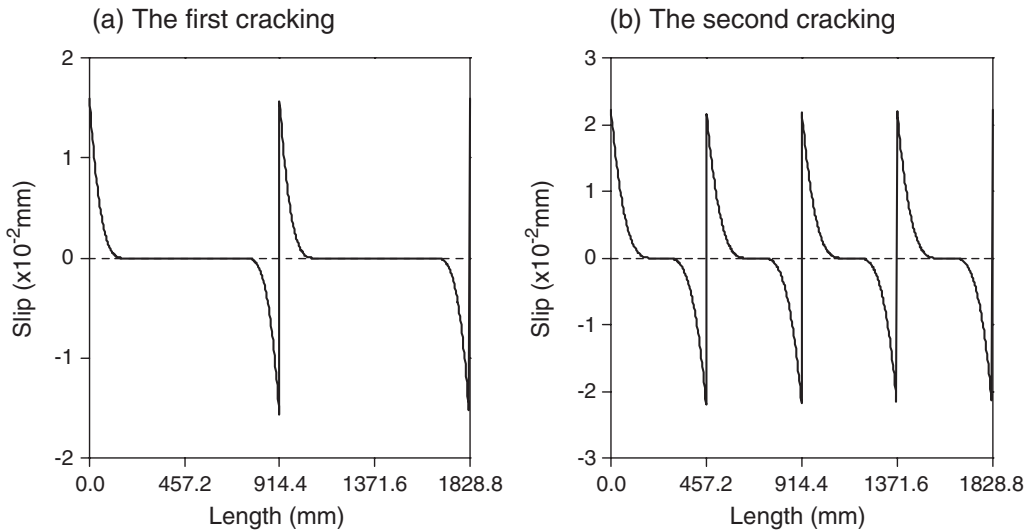 (a) The first cracking
2
1
0
-1
-2
Slip (x10-2mm)
0.0 457.2 914.4 1371.6 1828.8
Length (mm)
(b) The second cracking
3
2
1
0
-1
-2
-3
Slip (x10-2mm)
0.0 457.2 914.4 1371.6 1828.8
Length (mm)